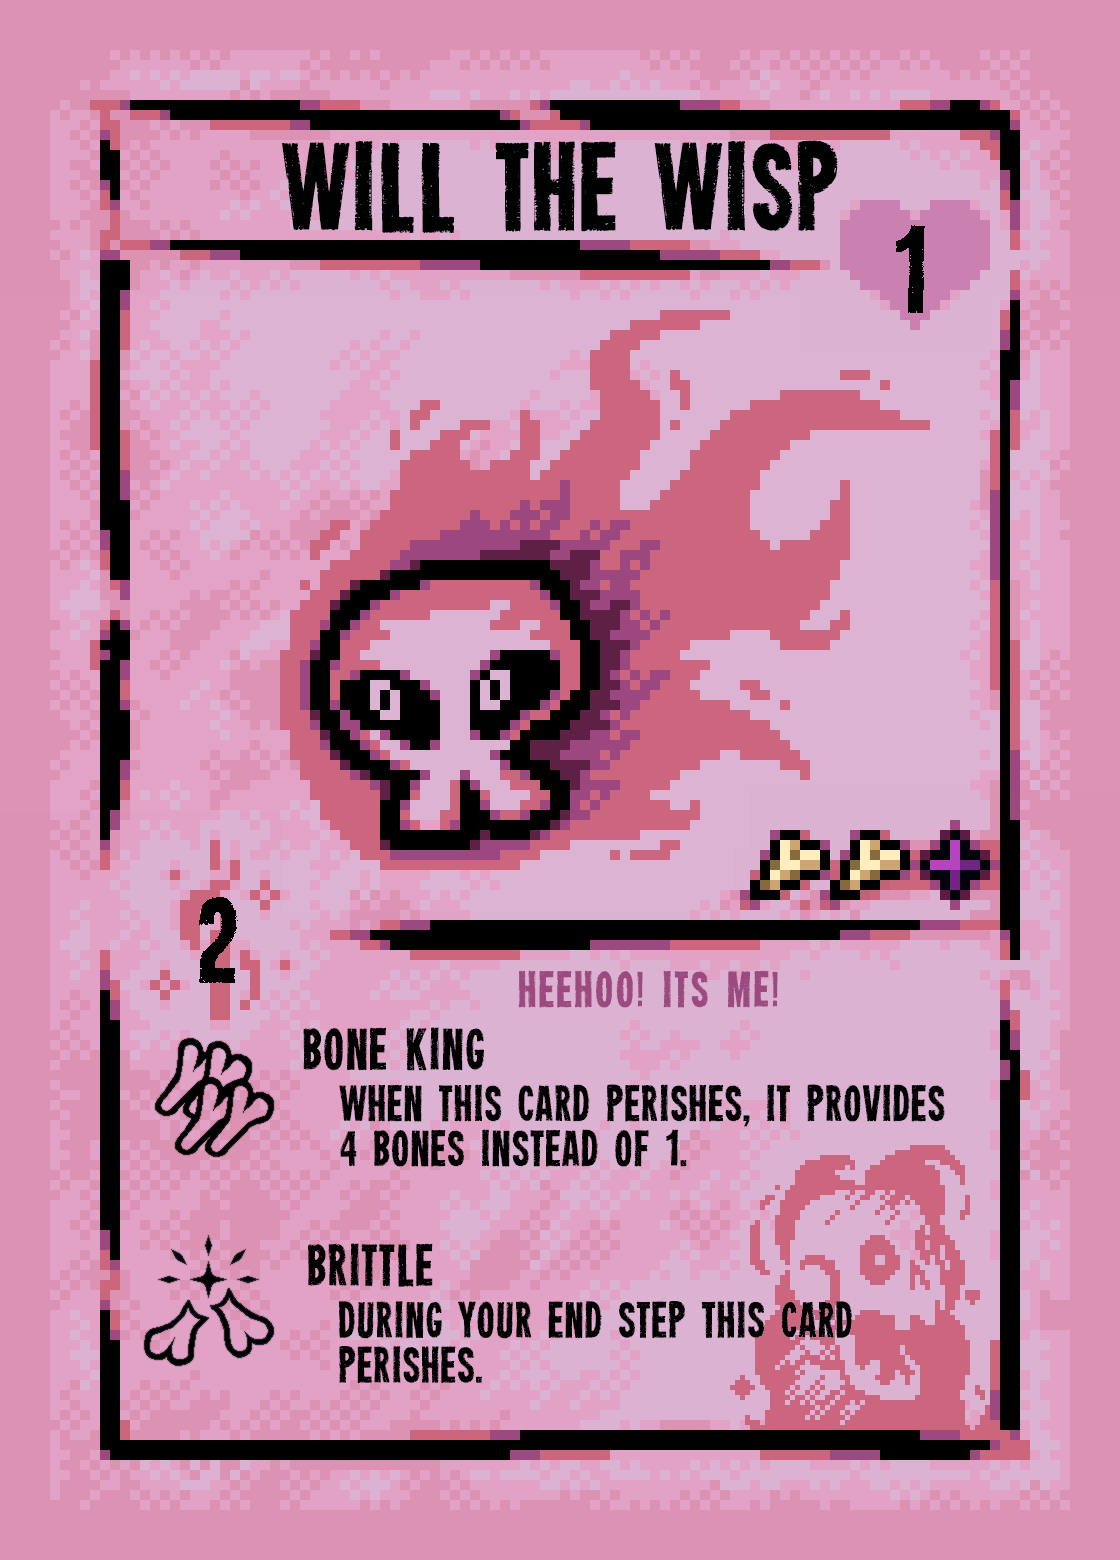 WILL THE WISP
1
2
HEEHOO! ITS ME!
BONE KING
WHEN THIS CARD PERISHES, IT PROVIDES
4 BONES INSTEAD OF 1.
BRITTLE
DURING YOUR END STEP THIS CARD
PERISHES.